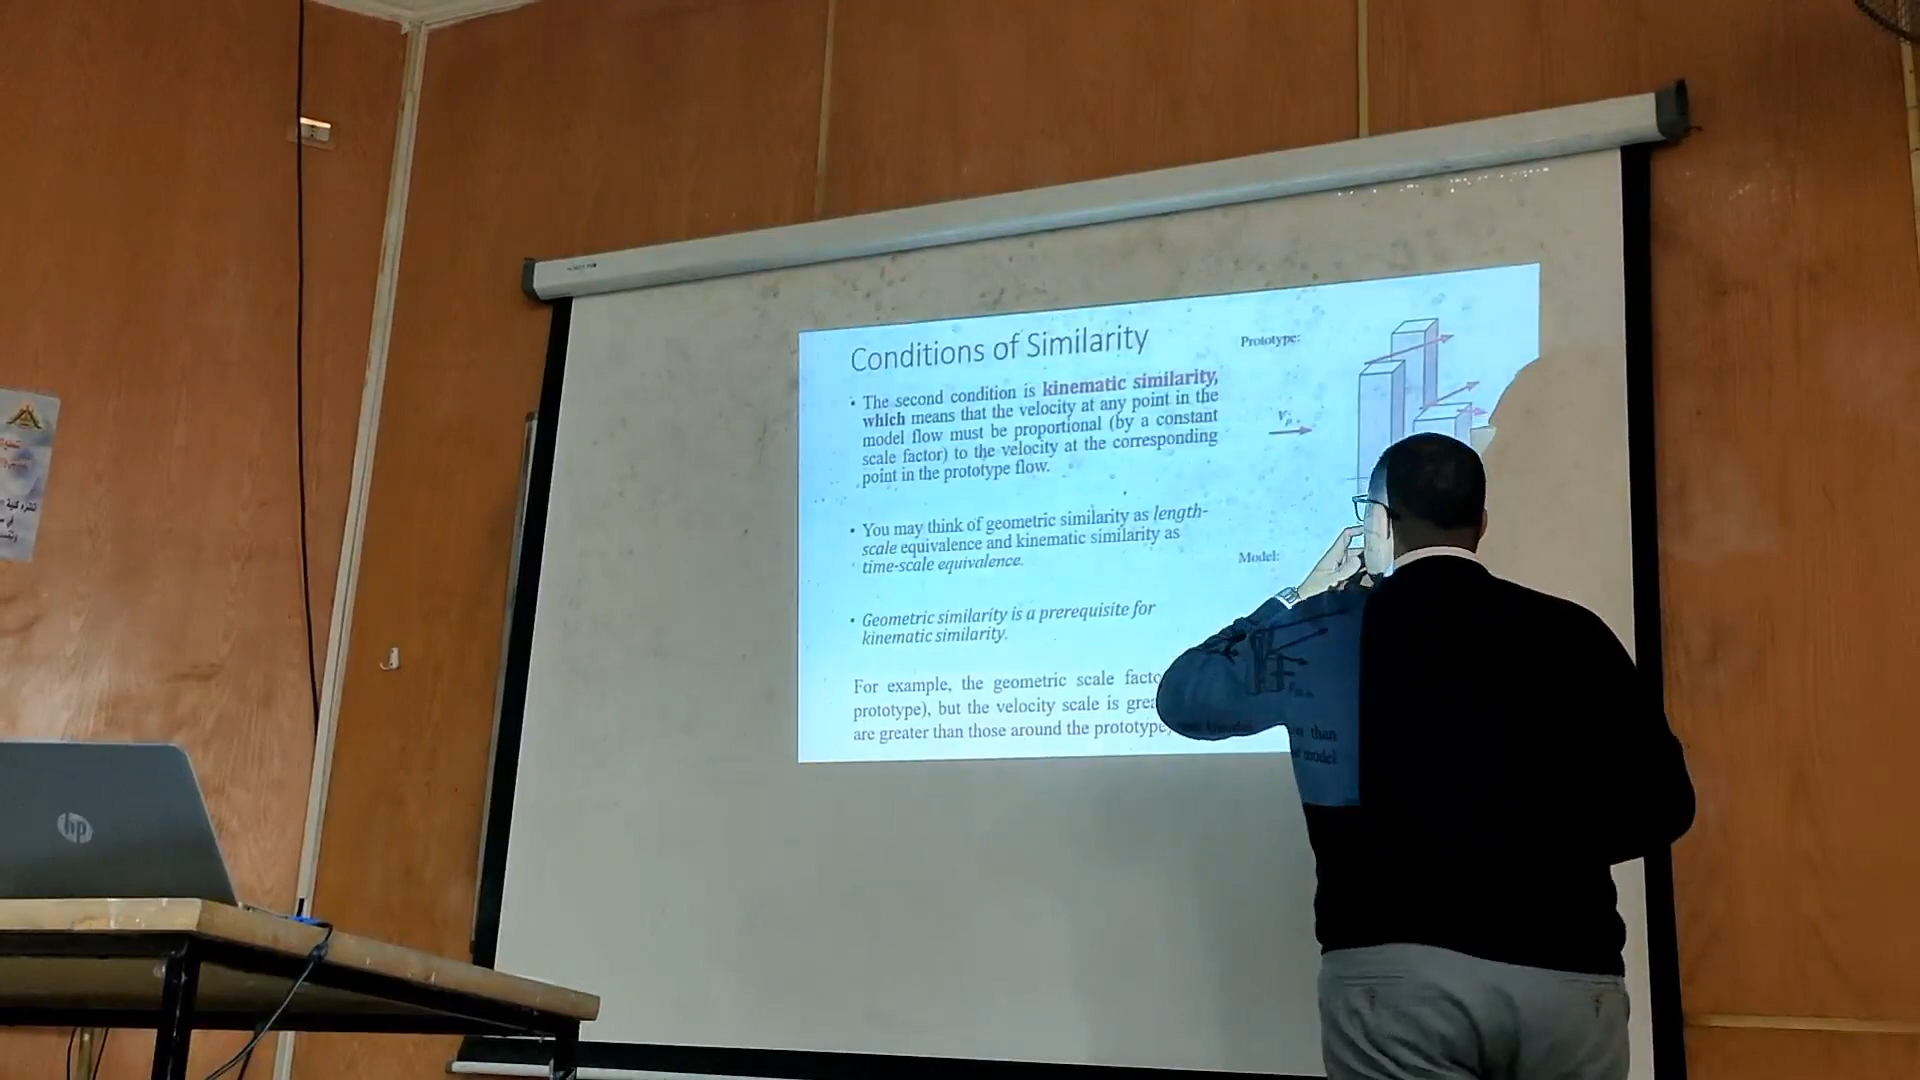 Conditions of Similarity
• The second condition is kinematic similarity,
which means that the velocity at any point in the
model flow must be proportional (by a constant
scale factor) to the velocity at the corresponding
point in the prototype flow.
• You may think of geometric similarity as length-
scale equivalence and kinematic similarity as
time-scale equivalence.
• Geometric similarity is a prerequisite for
kinematic similarity.
For example, the geometric scale
prototype), but the velocity scale is than
are greater than those around the prototype model
Prototype:
Vp
Model:
hp